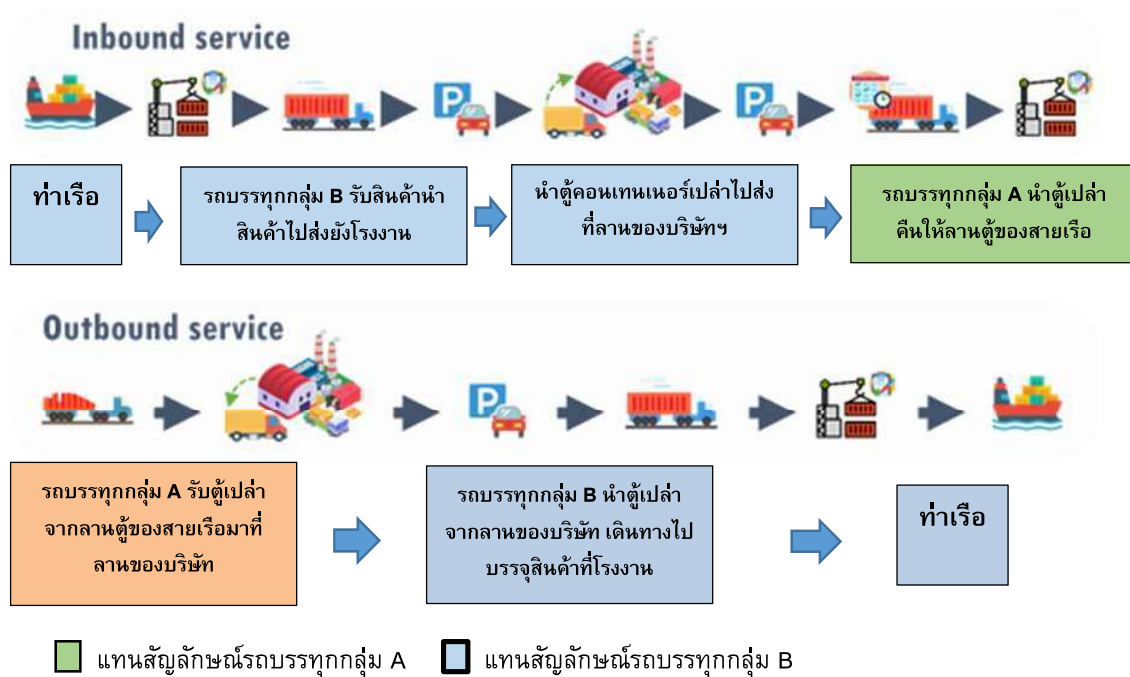 Inbound service
P
P
ท่าเรือ
รถบรรทุกกลุ่ม B รับสินค้านำ
สินค้าไปส่งยังโรงงาน
นำตู้คอนเทนเนอร์เปล่าไปส่ง
ที่ลานของบริษัทฯ
รถบรรทุกกลุ่ม A นำตู้เปล่า
คืนให้ลานตู้ของสายเรือ
Outbound service
P
รถบรรทุกกลุ่ม A รับตู้เปล่า
จากลานตู้ของสายเรือมาที่
ลานของบริษัท
รถบรรทุกกลุ่ม B นำตู้เปล่า
จากลานของบริษัท เดินทางไป
บรรจุสินค้าที่โรงงาน
ท่าเรือ
แทนสัญลักษณ์รถบรรทุกกลุ่ม A
แทนสัญลักษณ์รถบรรทุกกลุ่ม B